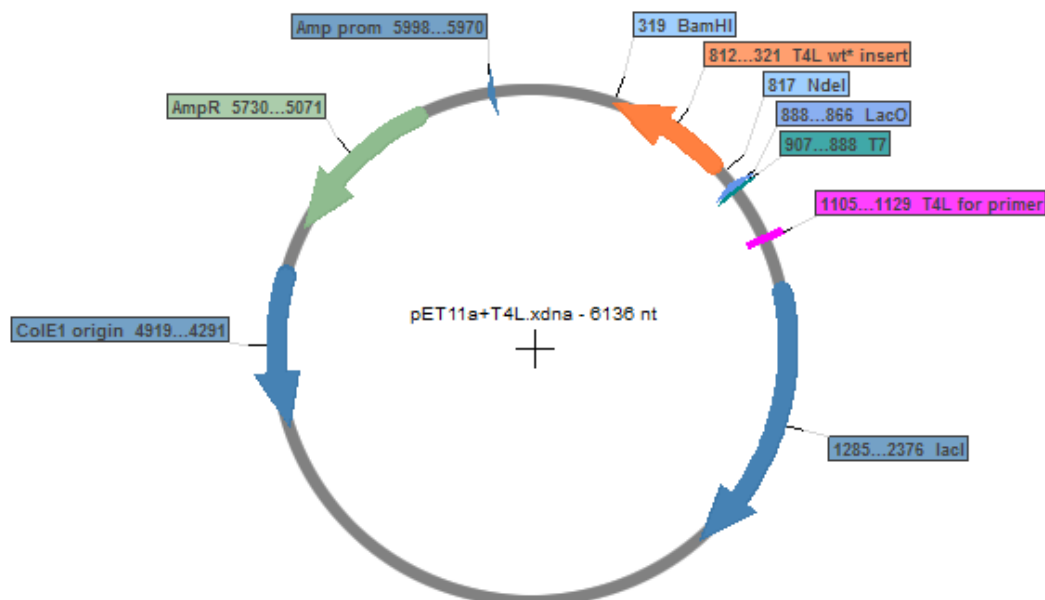 Amp prom 5998...5970
319 BamHI
812...321 T4L wt* insert
817 NdeI
888...866 LacO
907...888 T7
AmpR 5730...5071
1105...1129 T4L for primer
pET11a+T4L.xdna - 6136 nt
ColE1 origin 4919...4291
1285...2376 lacI